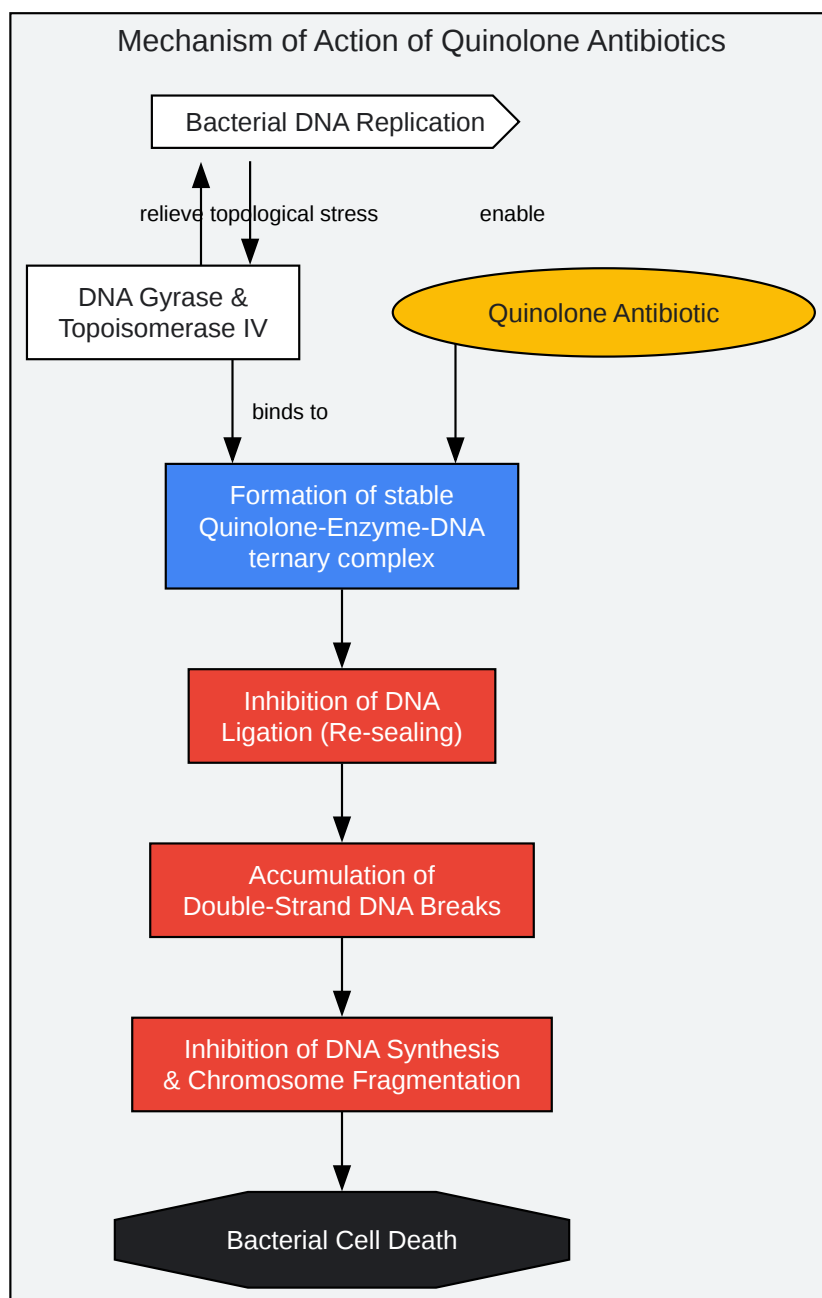 Mechanism of Action of Quinolone Antibiotics
Bacterial DNA Replication
relieve topological stress
enable
DNA Gyrase &
Topoisomerase IV
Quinolone Antibiotic
binds to
Formation of stable
Quinolone-Enzyme-DNA
ternary complex
Inhibition of DNA
Ligation (Re-sealing)
Accumulation of
Double-Strand DNA Breaks
Inhibition of DNA Synthesis
& Chromosome Fragmentation
Bacterial Cell Death